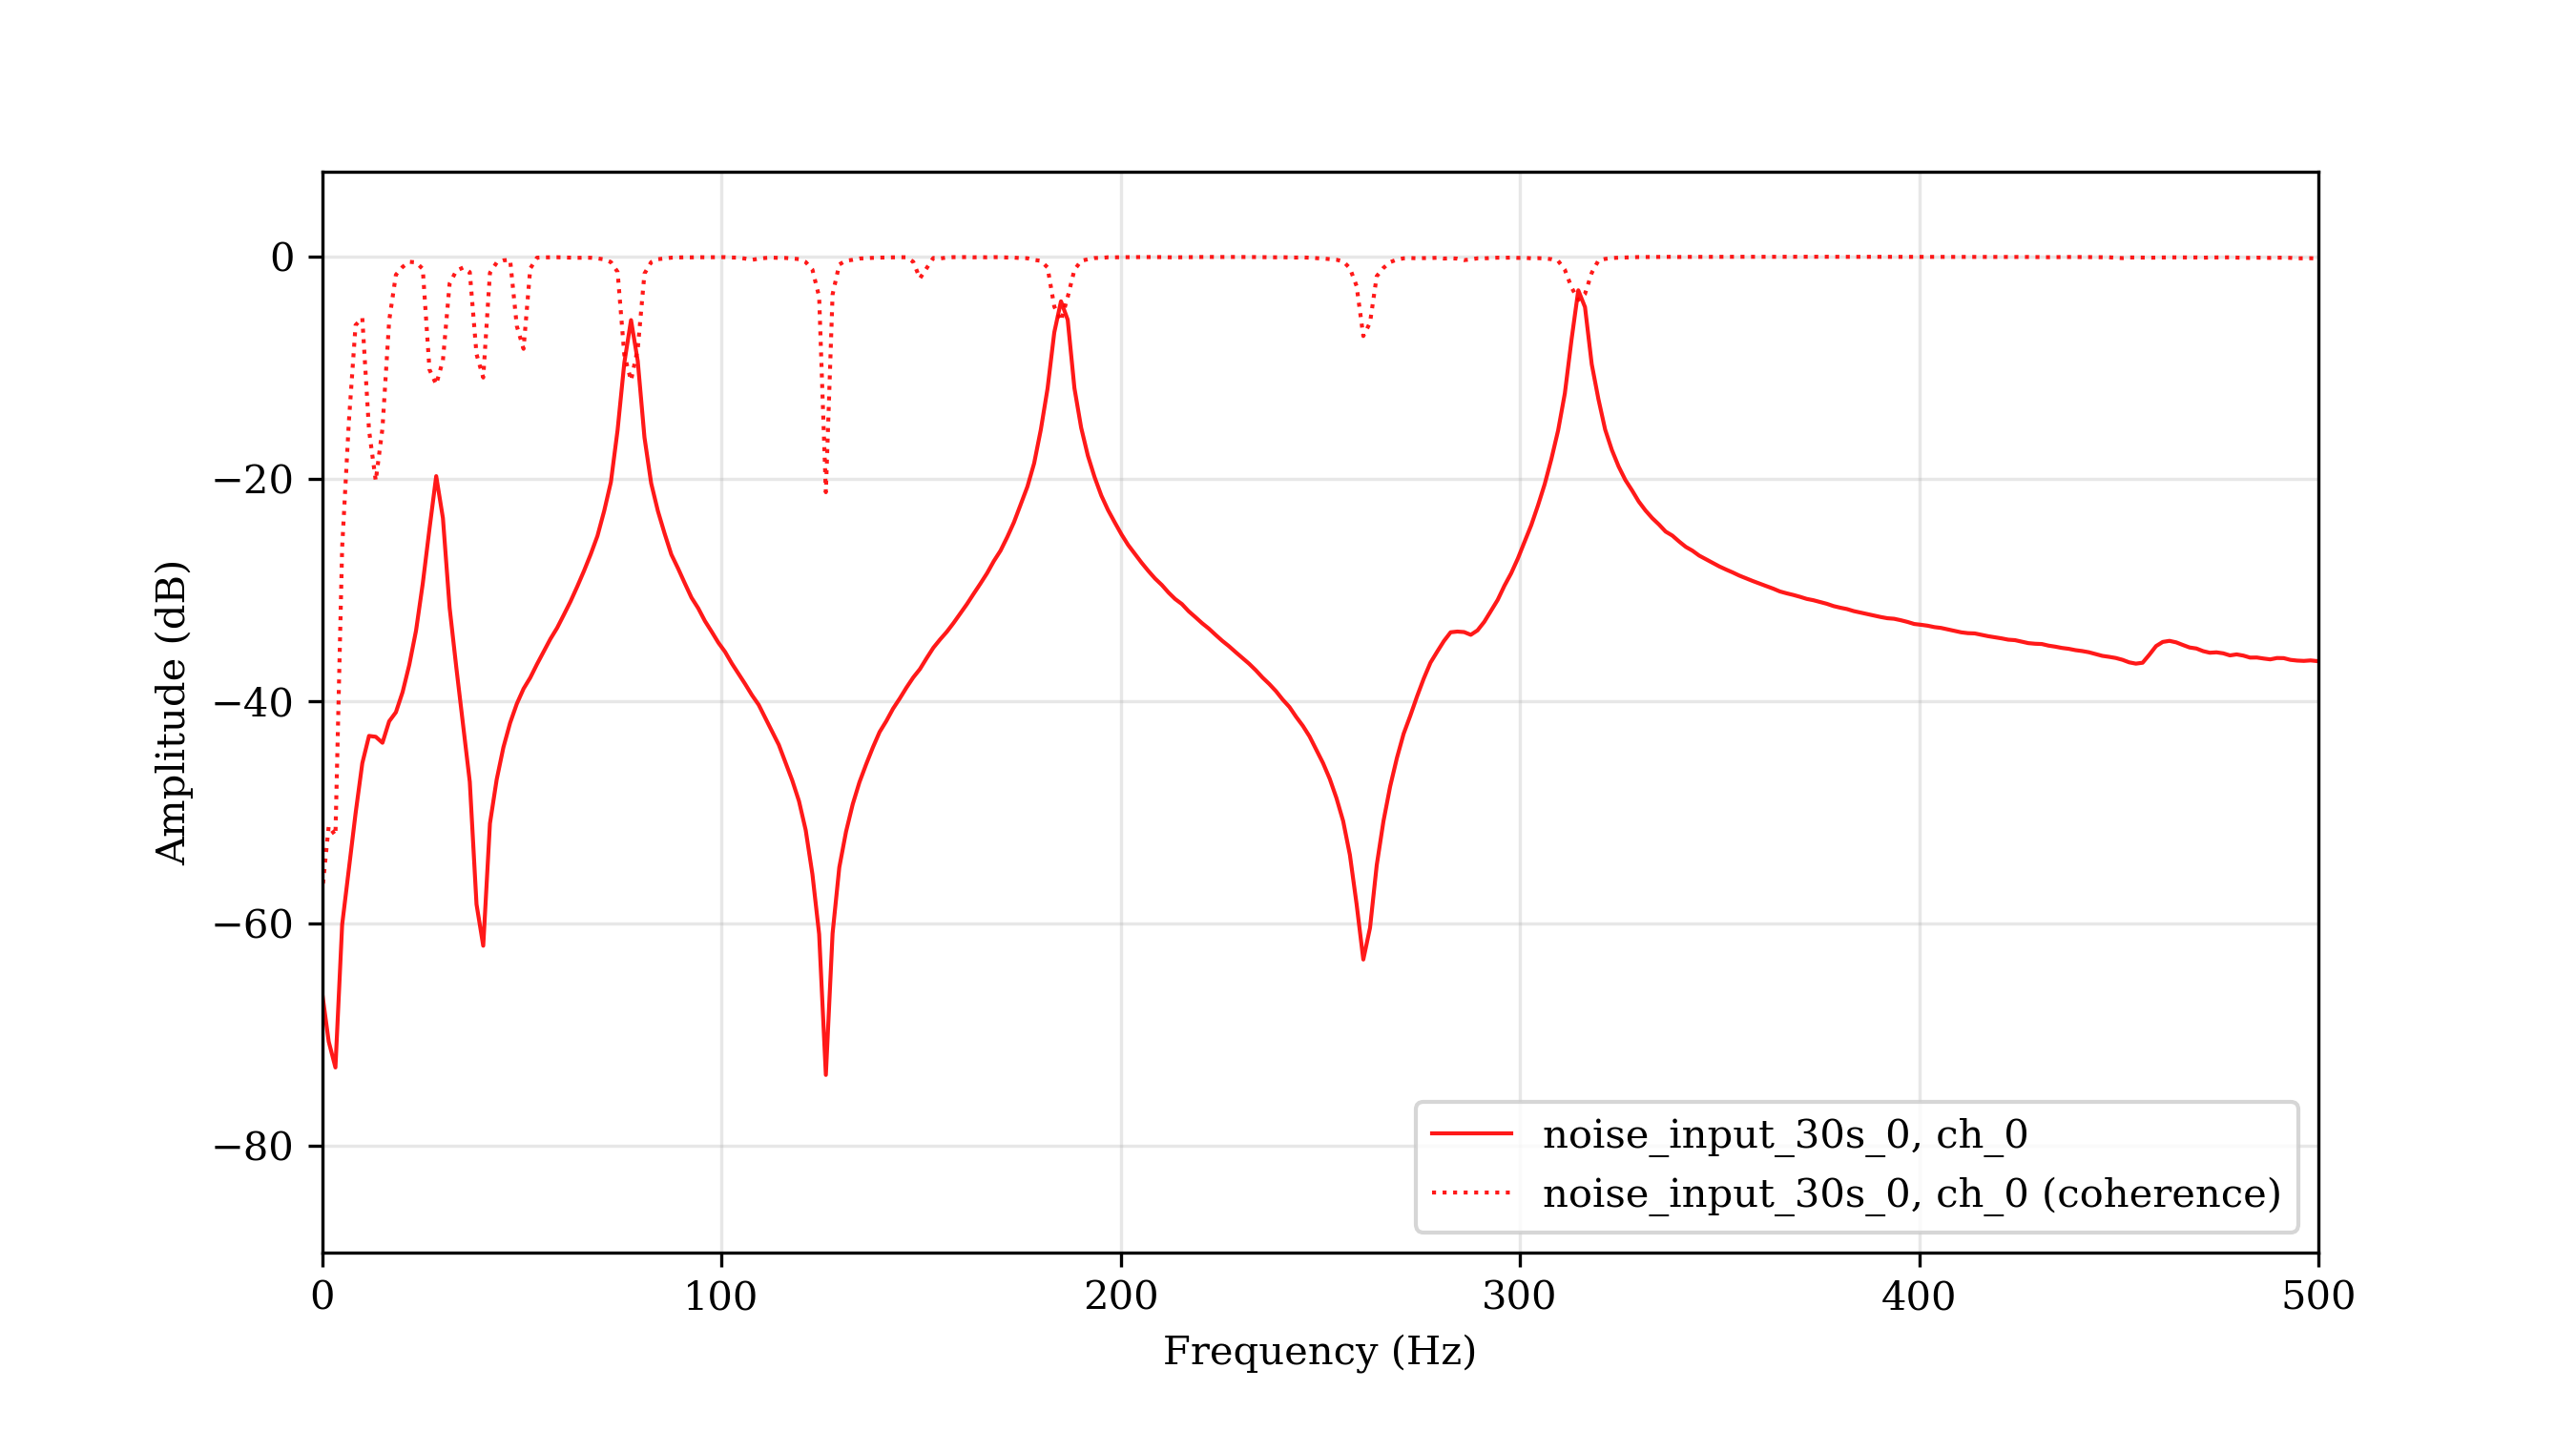 0
−20
−40
−60
−80
Amplitude (dB)
noise_input_30s_0, ch_0
noise_input_30s_0, ch_0 (coherence)
0 100 200 300 400 500
Frequency (Hz)